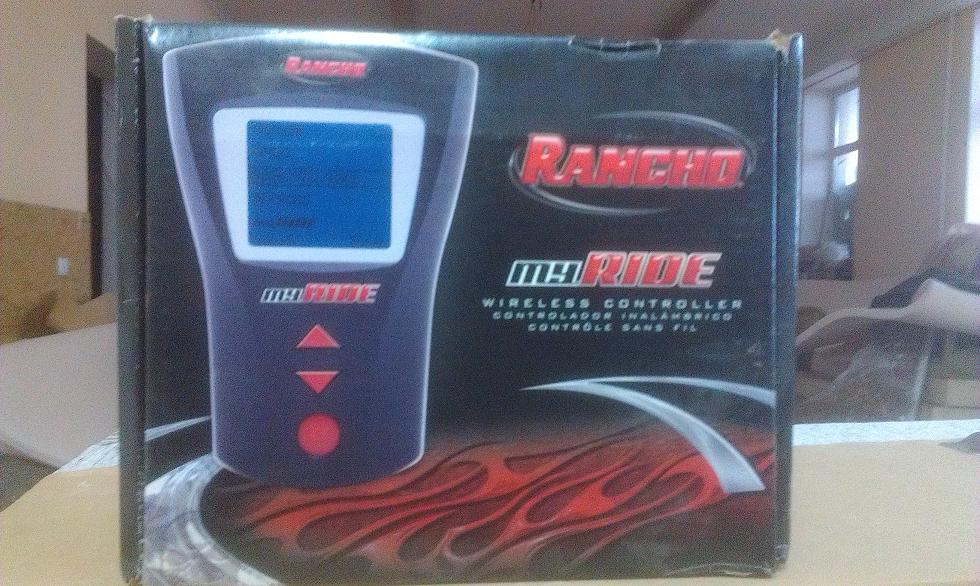 RANCHO
myRIDE
RANCHO
myRIDE
WIRELESS CONTROLLER
CONTROLADOR INALÁMBRICO
CONTRÔLE SANS FIL